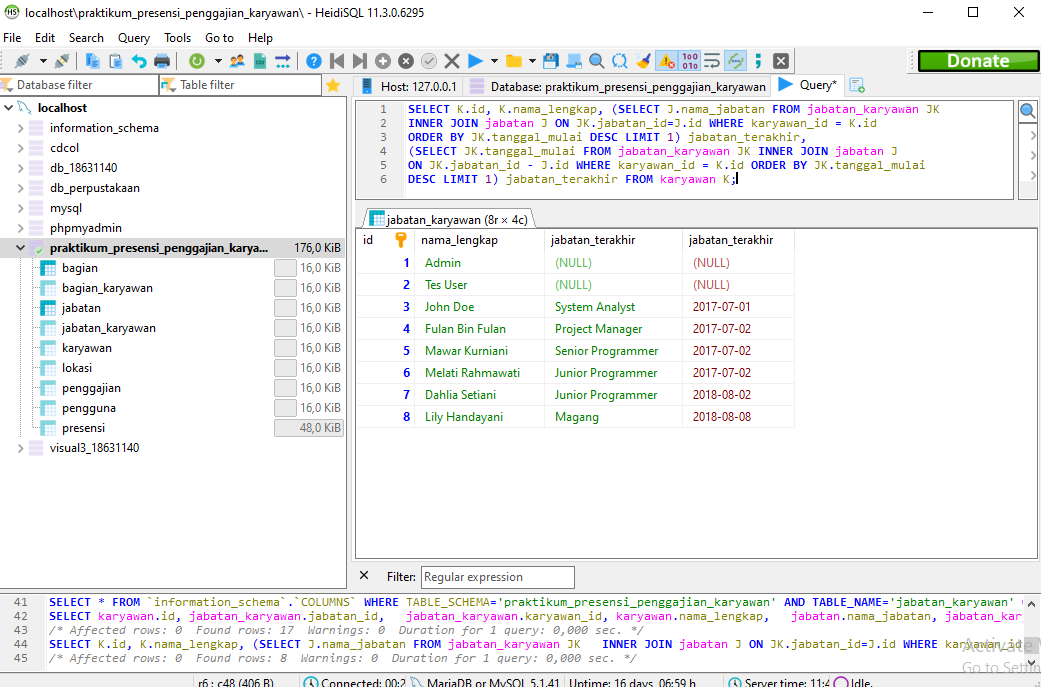 localhost\praktikum_presensi_penggajian_karyawan\ - HeidiSQL 11.3.0.6295
File Edit Search Query Tools Go to Help
Donate
Database filter
Table filter
Host: 127.0.0.1
Database: praktikum_presensi_penggajian_karyawan
Query*
localhost
information_schema
cdcol
db_18631140
db_perpustakaan
mysql
phpmyadmin
praktikum_presensi_penggajian_karya... 176,0 KiB
bagian 16,0 KiB
bagian_karyawan 16,0 KiB
jabatan 16,0 KiB
jabatan_karyawan 16,0 KiB
karyawan 16,0 KiB
lokasi 16,0 KiB
penggajian 16,0 KiB
pengguna 16,0 KiB
presensi 48,0 KiB
visual3_18631140
1 SELECT K.id, K.nama_lengkap, (SELECT J.nama_jabatan FROM jabatan_karyawan JK
2 INNER JOIN jabatan J ON JK.jabatan_id=J.id WHERE karyawan_id = K.id
3 ORDER BY JK.tanggal_mulai DESC LIMIT 1) jabatan_terakhir,
4 (SELECT JK.tanggal_mulai FROM jabatan_karyawan JK INNER JOIN jabatan J
5 ON JK.jabatan_id - J.id WHERE karyawan_id = K.id ORDER BY JK.tanggal_mulai
6 DESC LIMIT 1) jabatan_terakhir FROM karyawan K;
jabatan_karyawan (8r × 4c)
id nama_lengkap jabatan_terakhir jabatan_terakhir
1 Admin (NULL) (NULL)
2 Tes User (NULL) (NULL)
3 John Doe System Analyst 2017-07-01
4 Fulan Bin Fulan Project Manager 2017-07-02
5 Mawar Kurniani Senior Programmer 2017-07-02
6 Melati Rahmawati Junior Programmer 2017-07-02
7 Dahlia Setiani Junior Programmer 2018-08-02
8 Lily Handayani Magang 2018-08-08
Filter: Regular expression
41 SELECT * FROM `information_schema`.`COLUMNS` WHERE TABLE_SCHEMA='praktikum_presensi_penggajian_karyawan' AND TABLE_NAME='jabatan_karyawan'
42 SELECT karyawan.id, jabatan_karyawan.jabatan_id, jabatan_karyawan.karyawan_id, karyawan.nama_lengkap, jabatan.nama_jabatan, jabatan_kar
43 /* Affected rows: 0 Found rows: 17 Warnings: 0 Duration for 1 query: 0,000 sec. */
44 SELECT K.id, K.nama_lengkap, (SELECT J.nama_jabatan FROM jabatan_karyawan JK INNER JOIN jabatan J ON JK.jabatan_id=J.id WHERE karyawan_id
45 /* Affected rows: 0 Found rows: 8 Warnings: 0 Duration for 1 query: 0,000 sec. */
Activate
Go to Settin
r6 : c48 (406 B) Connected: 00:2 MariaDB or MySQL 5.1.41 Uptime: 16 days, 06:59 h Server time: 11:4 Idle.